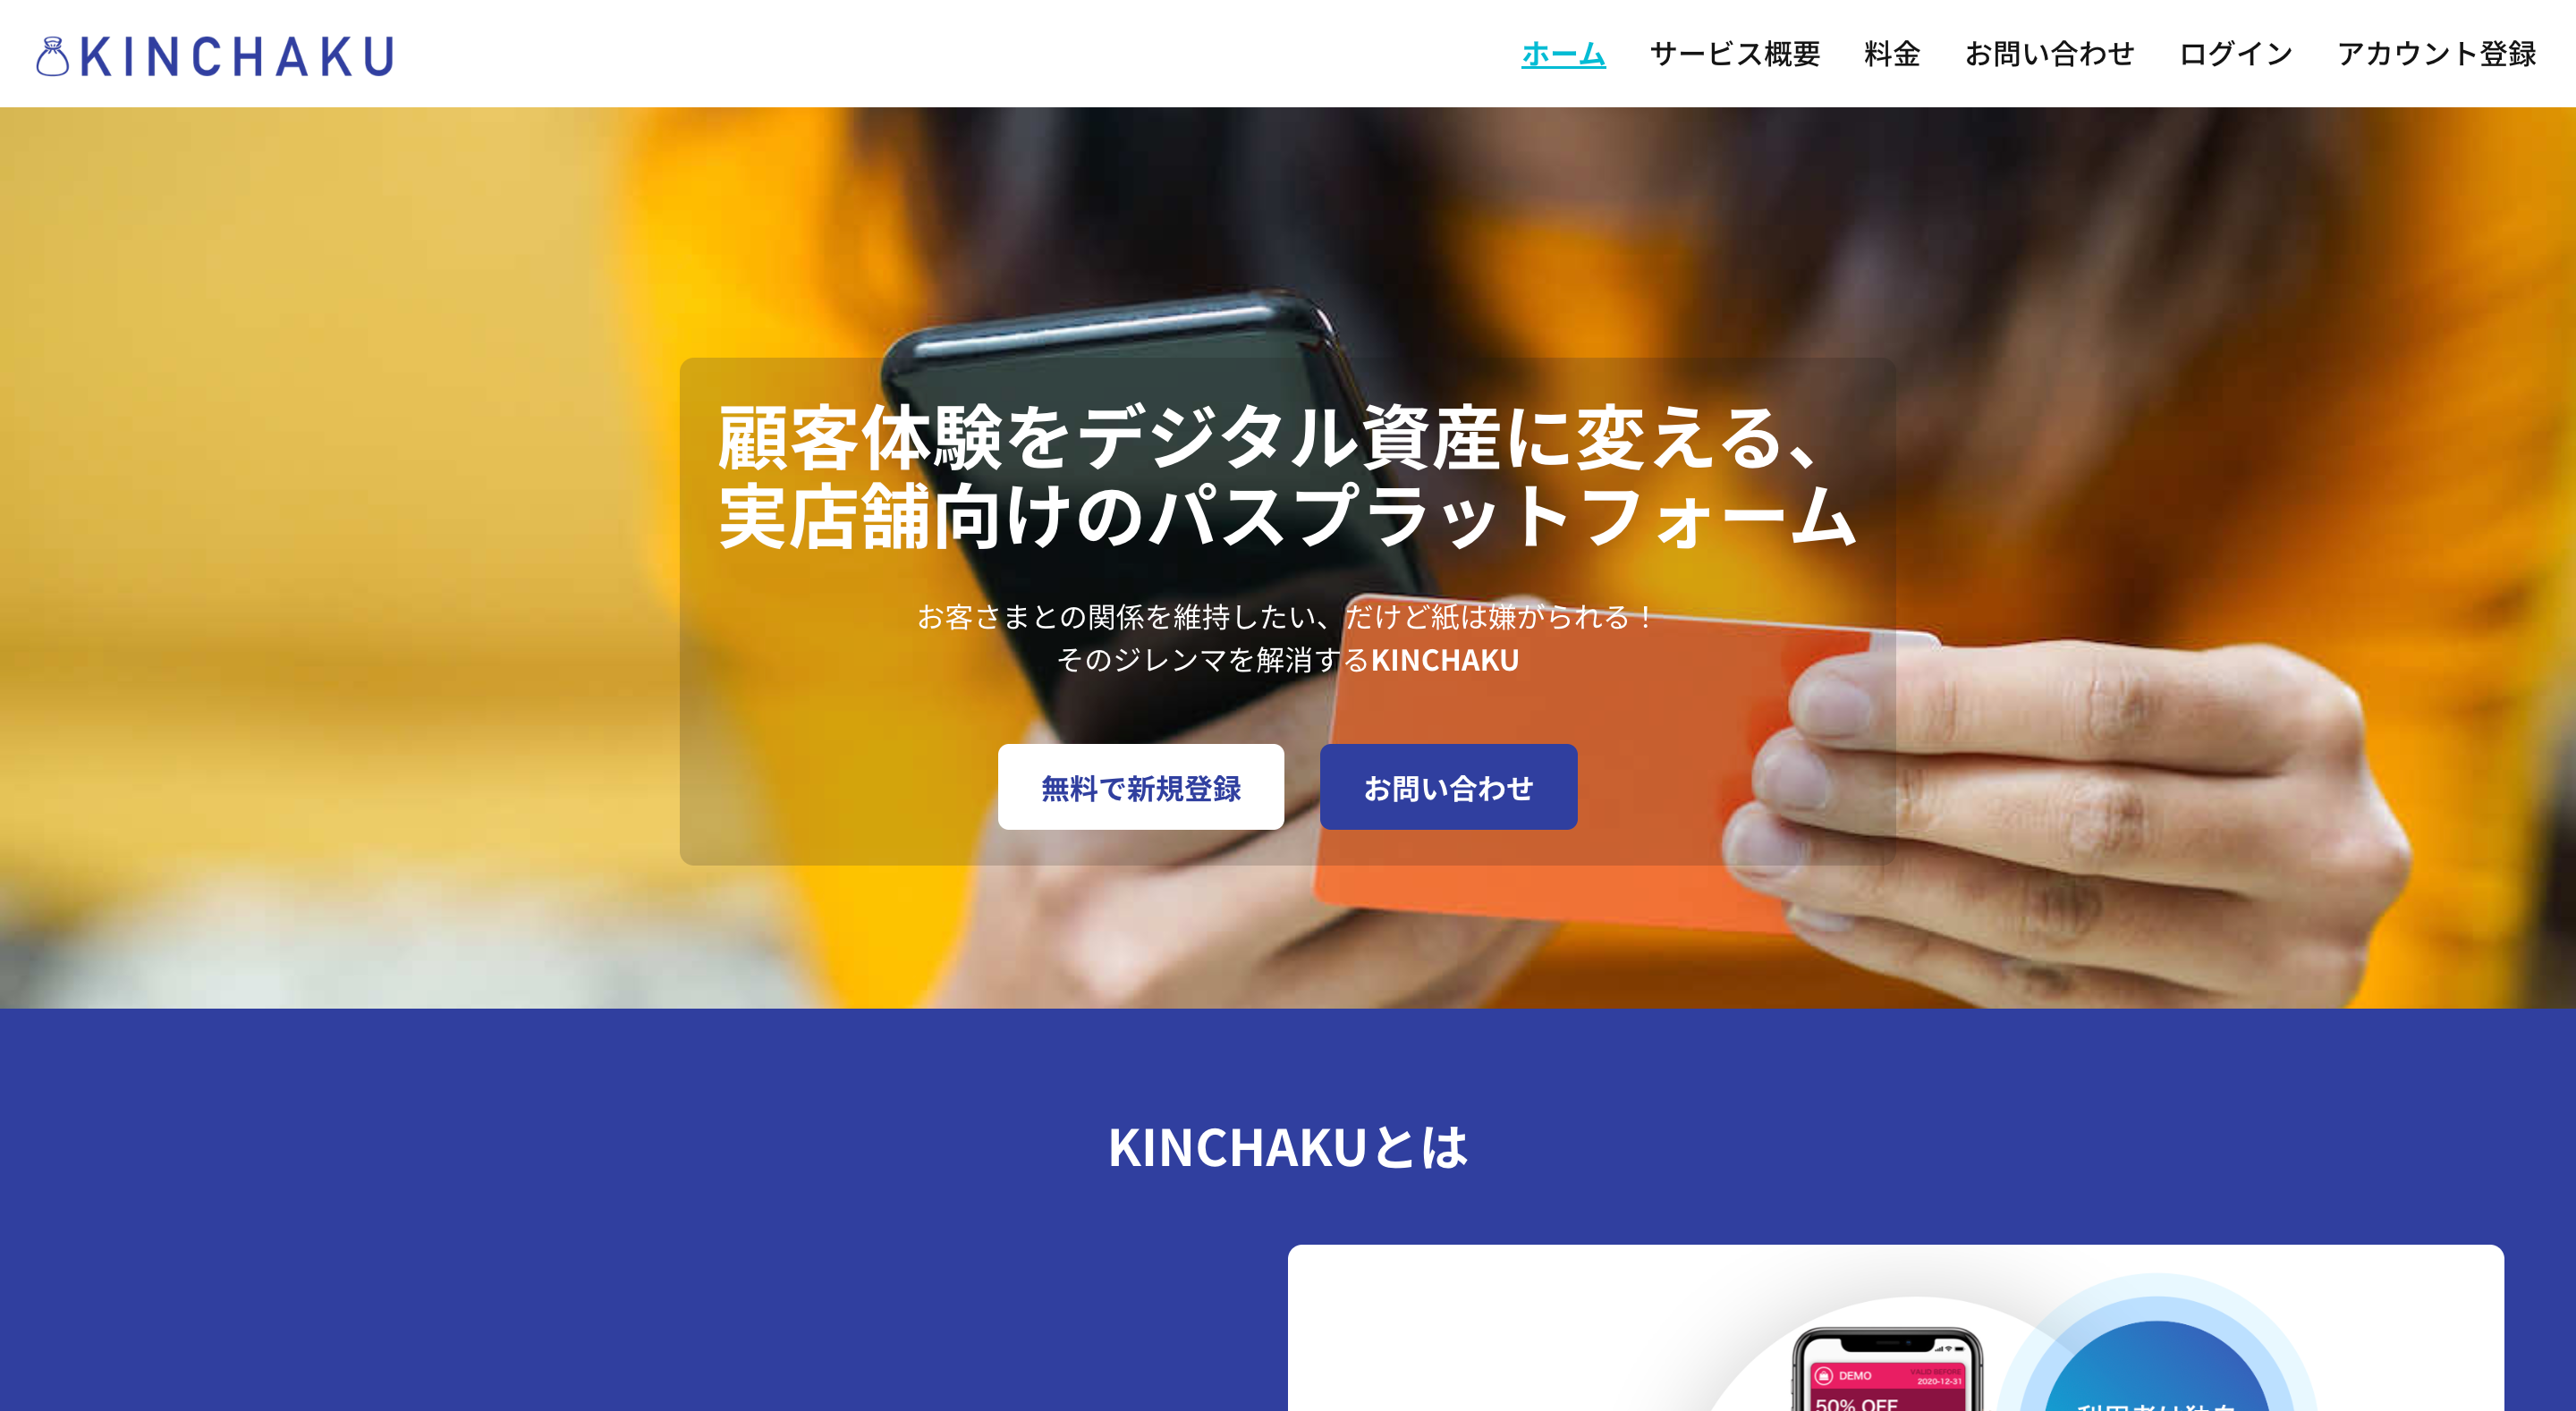 KINCHAKU
ホーム サービス概要 料金 お問い合わせ ログイン アカウント登録
顧客体験をデジタル資産に変える、
実店舗向けのパスプラットフォーム
お客さまとの関係を維持したい、だけど紙は嫌がられる！
そのジレンマを解消するKINCHAKU
無料で新規登録 お問い合わせ
KINCHAKUとは
DEMO
VALID BEFORE
2020-12-31
50% OFF